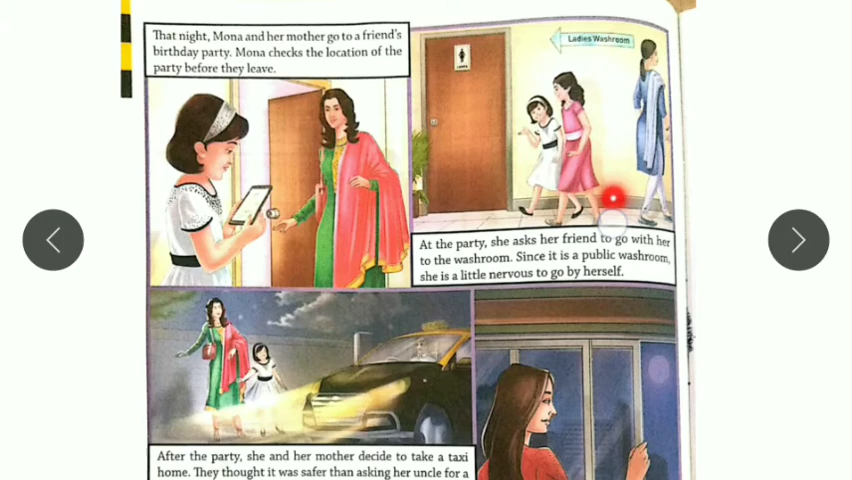 That night, Mona and her mother go to a friend's
birthday party. Mona checks the location of the
party before they leave.
Ladies Washroom
At the party, she asks her friend to go with her
to the washroom. Since it is a public washroom,
she is a little nervous to go by herself.
After the party, she and her mother decide to take a taxi
home. They thought it was safer than asking her uncle for a